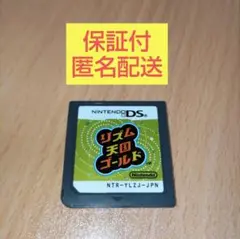 保証付
匿名配送
NINTENDO DS
TM
リズム
天国
ゴールド
Nintendo
NTR-YLZJ-JPN